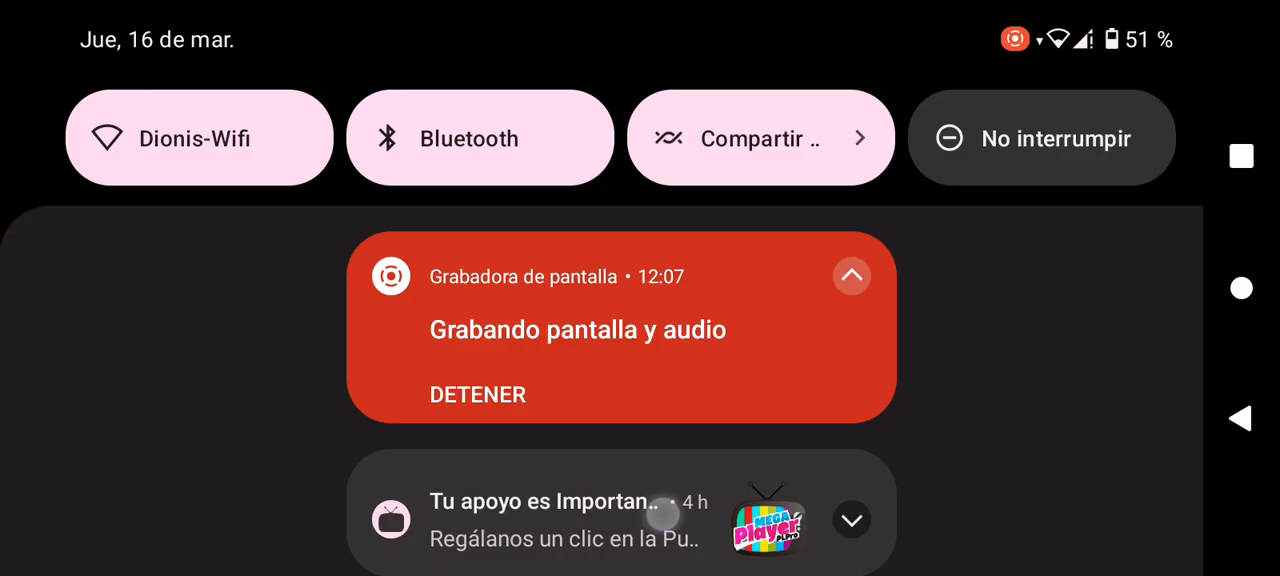 Jue, 16 de mar.
51 %
Dionis-Wifi
Bluetooth
Compartir ..
No interrumpir
Grabadora de pantalla • 12:07
Grabando pantalla y audio
DETENER
Tu apoyo es Importan.. • 4 h
Regálanos un clic en la Pu..
MEGA
Player
PLPro